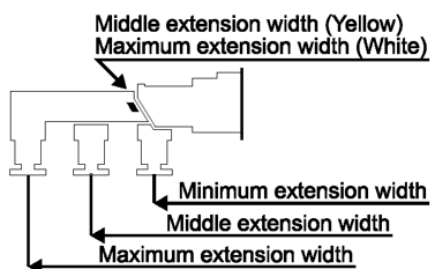 Middle extension width (Yellow)
Maximum extension width (White)
Minimum extension width
Middle extension width
Maximum extension width